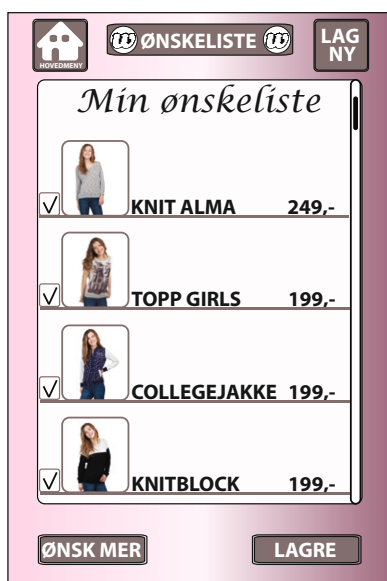 HOVEDMENY
ØNSKELISTE
LAG
NY
Min ønskeliste
KNIT ALMA 249,-
TOPP GIRLS 199,-
COLLEGEJAKKE 199,-
KNITBLOCK 199,-
ØNSK MER
LAGRE